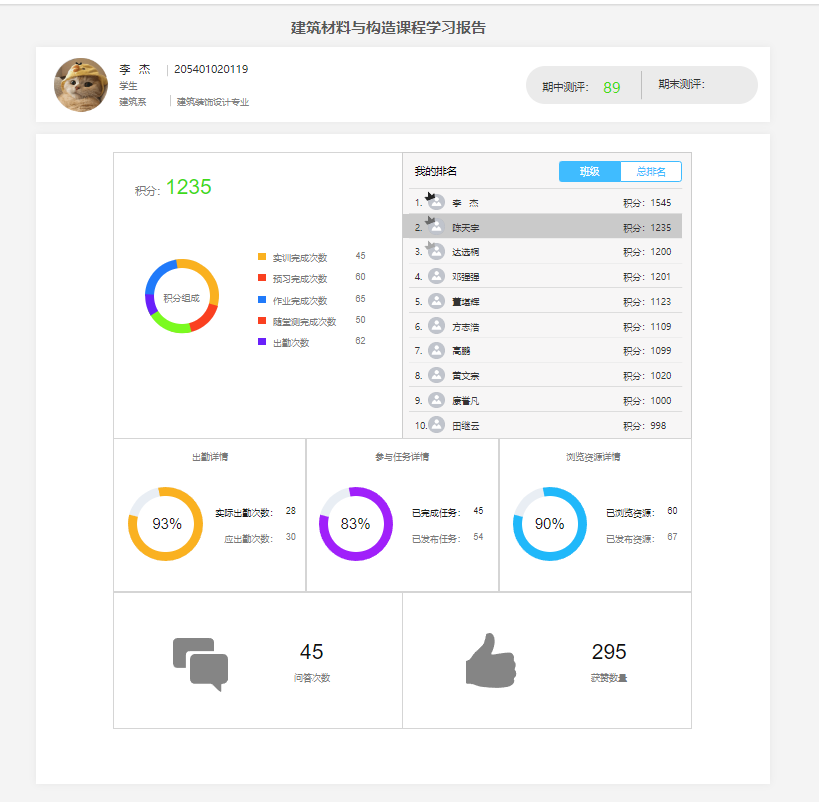 建筑材料与构造课程学习报告
李 杰 205401020119
学生
建筑系 建筑装饰设计专业
期中测评： 89 期末测评：
积分：1235
积分组成
实训完成次数 45
预习完成次数 60
作业完成次数 65
随堂测完成次数 50
出勤次数 62
我的排名 班级 总排名
1. 李 杰 积分：1545
2. 陈天宇 积分：1235
3. 达选桐 积分：1200
4. 邓强强 积分：1201
5. 董堪辉 积分：1123
6. 方志浩 积分：1109
7. 高鹏 积分：1099
8. 黄文宗 积分：1020
9. 康誉凡 积分：1000
10. 田继云 积分：998
出勤详情
93%
实际出勤次数： 28
应出勤次数： 30
参与任务详情
83%
已完成任务： 45
已发布任务： 54
浏览资源详情
90%
已浏览资源： 60
已发布资源： 67
45
问答次数
295
获赞数量